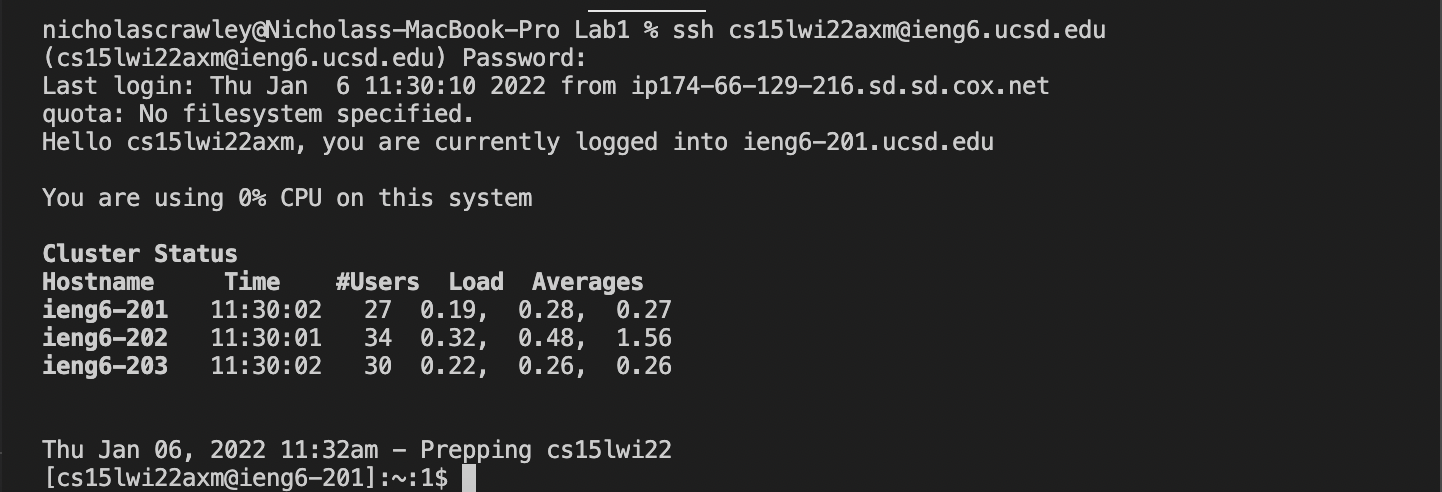 nicholascrawley@Nicholass-MacBook-Pro Lab1 % ssh cs15lwi22axm@ieng6.ucsd.edu
(cs15lwi22axm@ieng6.ucsd.edu) Password:
Last login: Thu Jan  6 11:30:10 2022 from ip174-66-129-216.sd.sd.cox.net
quota: No filesystem specified.
Hello cs15lwi22axm, you are currently logged into ieng6-201.ucsd.edu
You are using 0% CPU on this system
Cluster Status
Hostname     Time    #Users  Load  Averages
ieng6-201   11:30:02   27  0.19,  0.28,  0.27
ieng6-202   11:30:01   34  0.32,  0.48,  1.56
ieng6-203   11:30:02   30  0.22,  0.26,  0.26
Thu Jan 06, 2022 11:32am - Prepping cs15lwi22
[cs15lwi22axm@ieng6-201]:~:1$